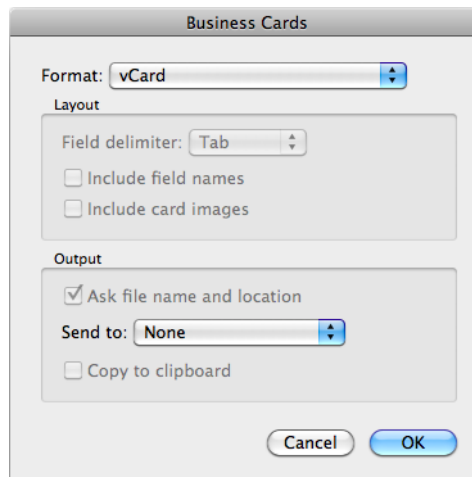 Business Cards
Format: vCard
Layout
Field delimiter: Tab
Include field names
Include card images
Output
Ask file name and location
Send to: None
Copy to clipboard
Cancel OK